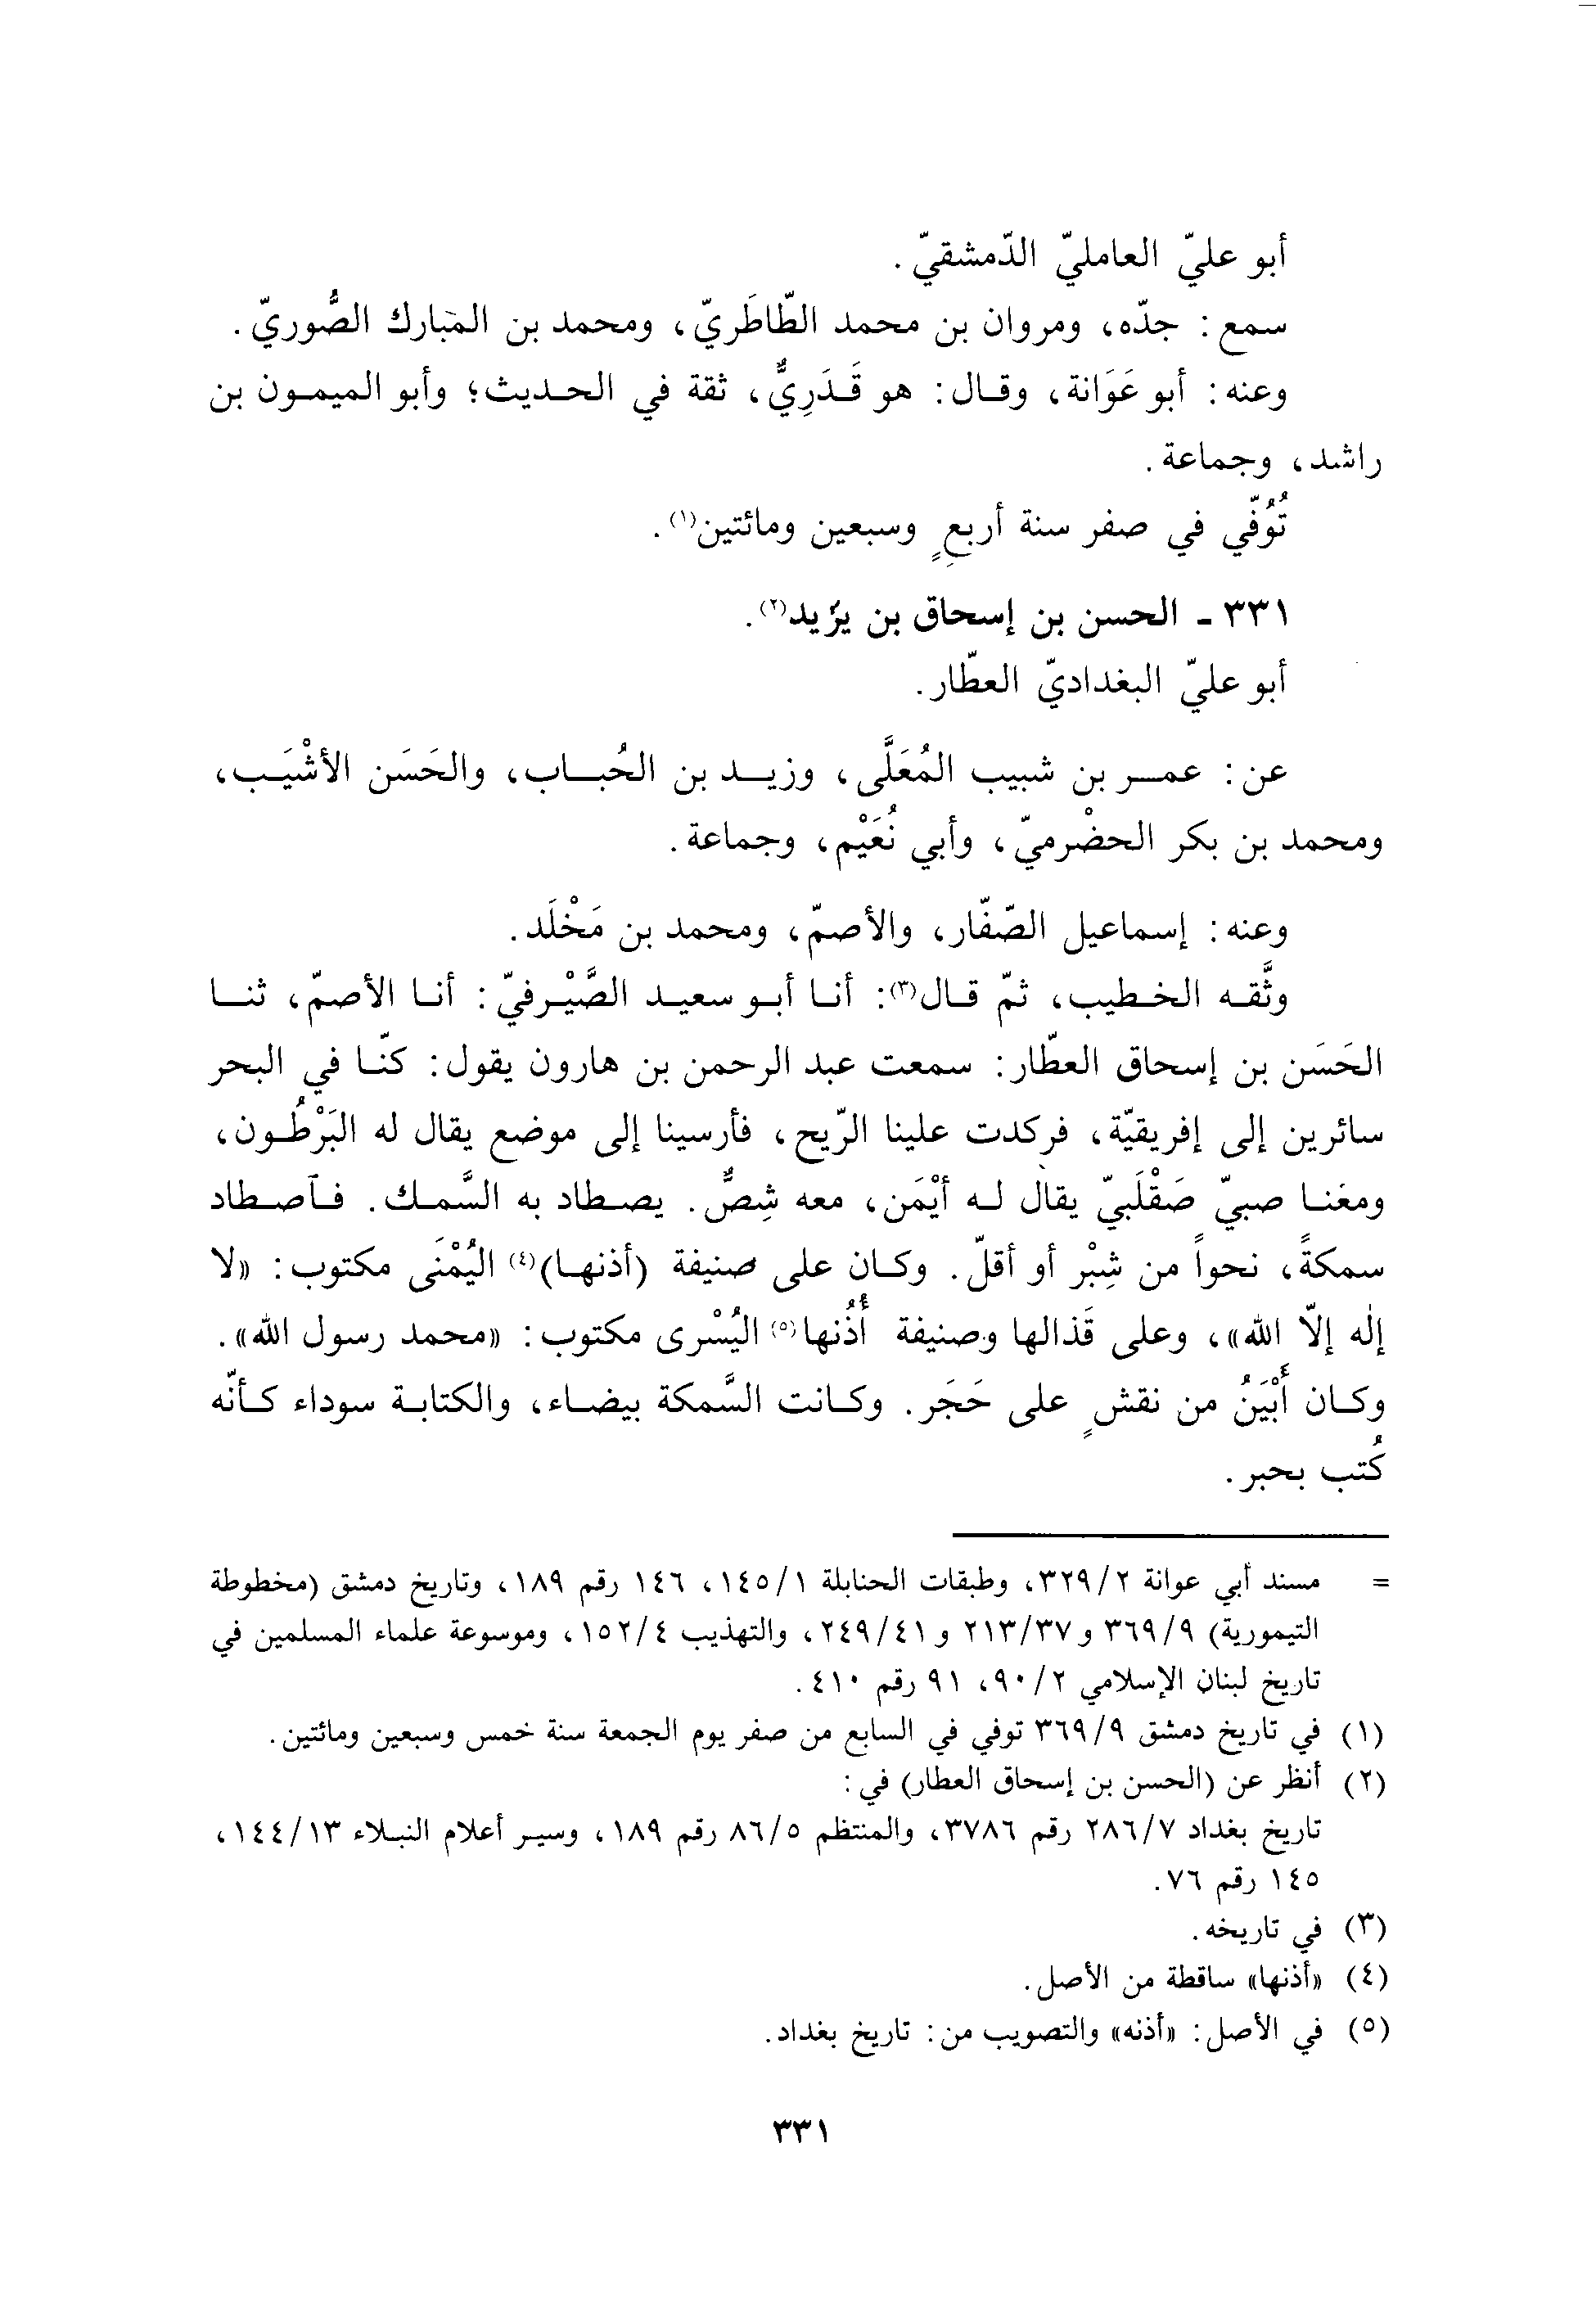 أبو عليّ العامليّ الدّمشقيّ.
سمع: جدّه، ومروان بن محمد الطّاطَريّ، ومحمد بن المبارك الصُّوريّ.
وعنه: أبو عَوَانة، وقال: هو قَدَرِيٌّ، ثقة في الحديث؛ وأبو الميمون بن
راشد، وجماعة.
تُوُفّي في صفر سنة أربعٍ وسبعين ومائتين(١).
٣٣١ - الحسن بن إسحاق بن يزيد(٢).
أبو عليّ البغداديّ العطّار.
عن: عمر بن شبيب المُعَلَّى، وزيد بن الحُباب، والحَسَن الأشْيَب،
ومحمد بن بكر الحضْرميّ، وأبي نُعَيْم، وجماعة.
وعنه: إسماعيل الصّفّار، والأصمّ، ومحمد بن مَخْلَد.
وثَّقه الخطيب، ثمّ قال(٣): أنا أبو سعيد الصَّيْرفيّ: أنا الأصمّ، ثنا
الحَسَن بن إسحاق العطّار: سمعت عبد الرحمن بن هارون يقول: كنّا في البحر
سائرين إلى إفريقيّة، فركدت علينا الرّيح، فأرسينا إلى موضع يقال له البَرْطُون،
ومعنا صبيّ صَقْلَبيّ يقال له أيْمَن، معه شِصٌّ. يصطاد به السَّمك. فاصطاد
سمكةً، نحواً من شِبْر أو أقلّ. وكان على صنيفة (أذنها)(٤) اليُمْنَى مكتوب: «لا
إلٰه إلاّ الله»، وعلى قَذالها وصنيفة أُذُنها(٥) اليُسْرى مكتوب: «محمد رسول الله».
وكان أَبْيَنُ من نقشٍ على حَجَر. وكانت السَّمكة بيضاء، والكتابة سوداء كأنّه
كُتب بحبر.
= مسند أبي عوانة ٣٢٩/٢، وطبقات الحنابلة ١٤٥/١، ١٤٦ رقم ١٨٩، وتاريخ دمشق (مخطوطة
التيمورية) ٣٦٩/٩ و٢١٣/٣٧ و٢٤٩/٤١، والتهذيب ١٥٢/٤، وموسوعة علماء المسلمين في
تاريخ لبنان الإسلامي ٩٠/٢، ٩١ رقم ٤١٠.
(١) في تاريخ دمشق ٣٦٩/٩ توفي في السابع من صفر يوم الجمعة سنة خمس وسبعين ومائتين.
(٢) أنظر عن (الحسن بن إسحاق العطار) في:
تاريخ بغداد ٢٨٦/٧ رقم ٣٧٨٦، والمنتظم ٨٦/٥ رقم ١٨٩، وسير أعلام النبلاء ١٤٤/١٣،
١٤٥ رقم ٧٦.
(٣) في تاريخه.
(٤) «أذنها» ساقطة من الأصل.
(٥) في الأصل: «أذنه» والتصويب من: تاريخ بغداد.
٣٣١